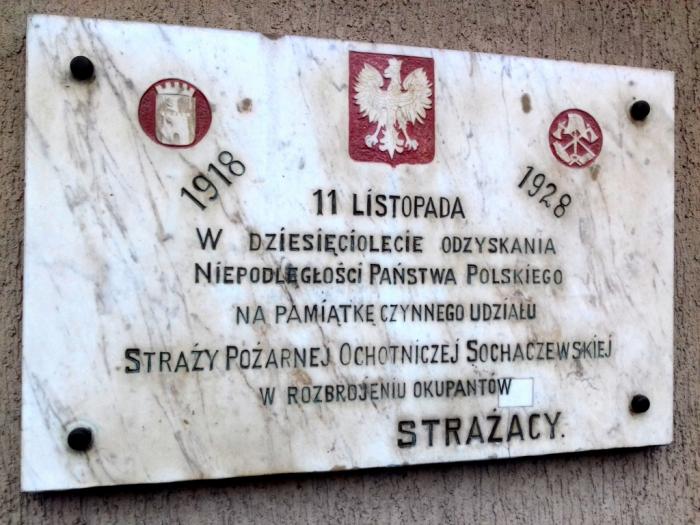 1918
1928
11 LISTOPADA
W DZIESIĘCIOLECIE ODZYSKANIA
NIEPODLEGŁOŚCI PAŃSTWA POLSKIEGO
NA PAMIĄTKĘ CZYNNEGO UDZIAŁU
STRAŻY POŻARNEJ OCHOTNICZEJ SOCHACZEWSKIEJ
W ROZBROJENIU OKUPANTÓW
STRAŻACY.